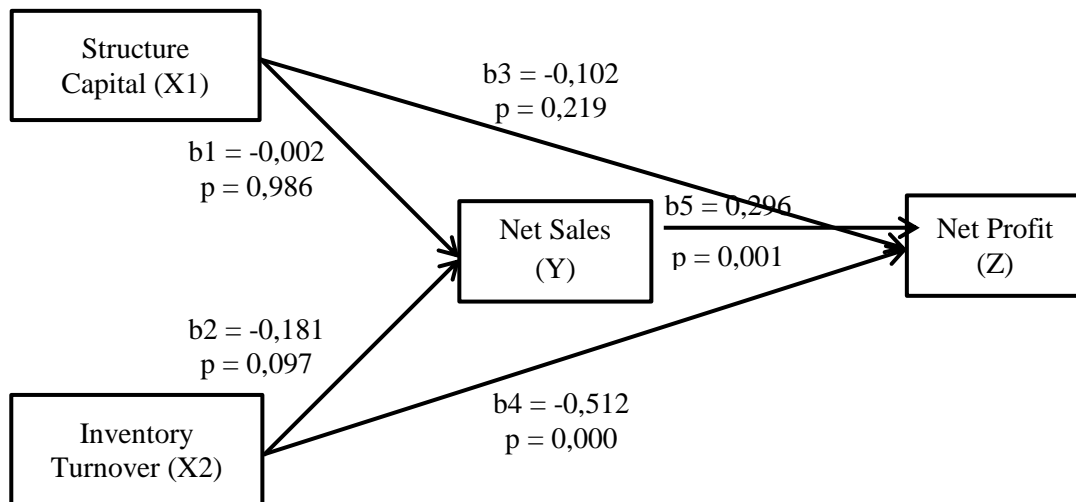 Structure
Capital (X1)
b3 = -0,102
p = 0,219
b1 = -0,002
p = 0,986
Net Sales
(Y)
b5 = 0,296
p = 0,001
Net Profit
(Z)
b2 = -0,181
p = 0,097
b4 = -0,512
p = 0,000
Inventory
Turnover (X2)